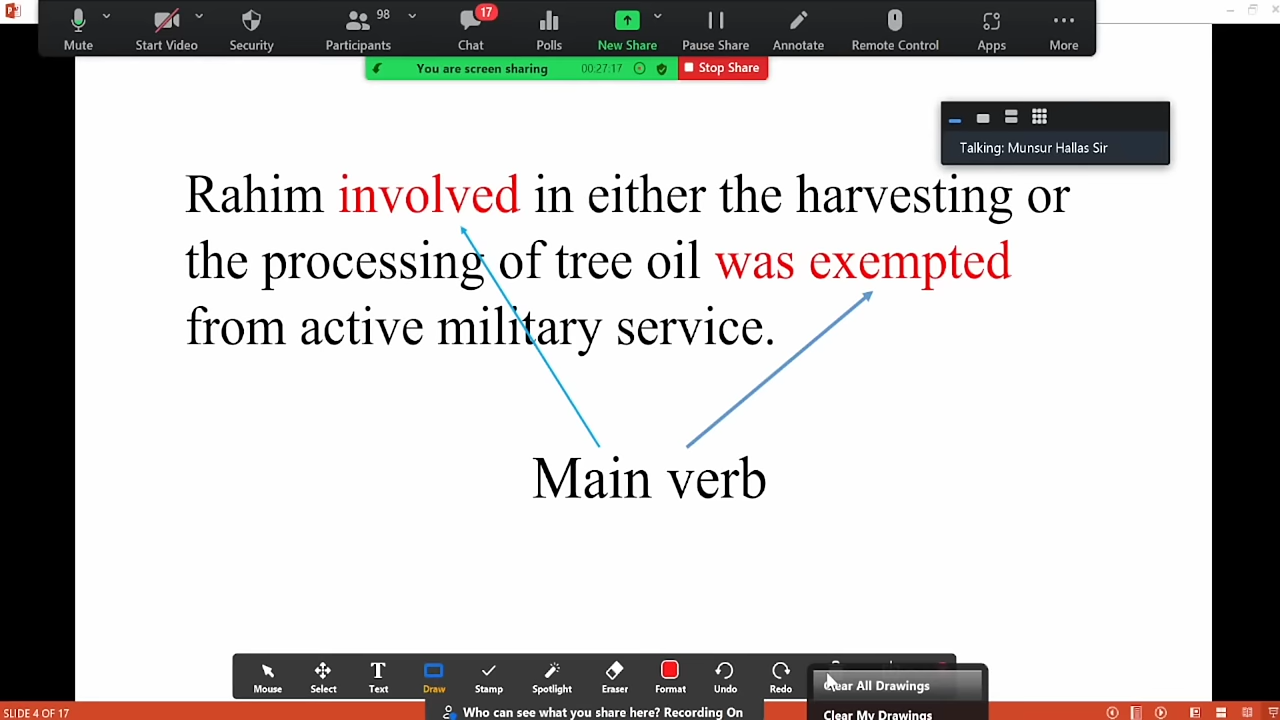 98
17
Mute
Start Video
Security
Participants
Chat
Polls
New Share
Pause Share
Annotate
Remote Control
Apps
More
You are screen sharing
00:27:17
Stop Share
Talking: Munsur Hallas Sir
Rahim involved in either the harvesting or
the processing of tree oil was exempted
from active military service.
Main verb
Mouse
Select
Text
Draw
Stamp
Spotlight
Eraser
Format
Undo
Redo
Clear All Drawings
Clear My Drawings
Who can see what you share here? Recording On
SLIDE 4 OF 17